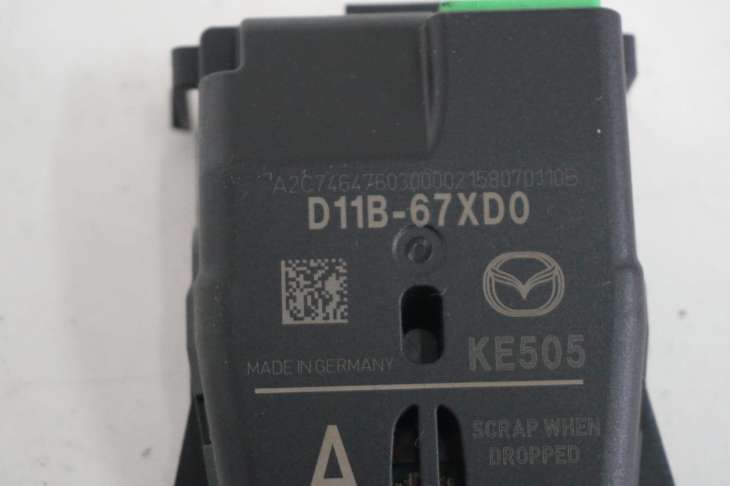 A2C7464760300002158070110B
D11B-67XD0
MADE IN GERMANY
KE505
A
SCRAP WHEN
DROPPED